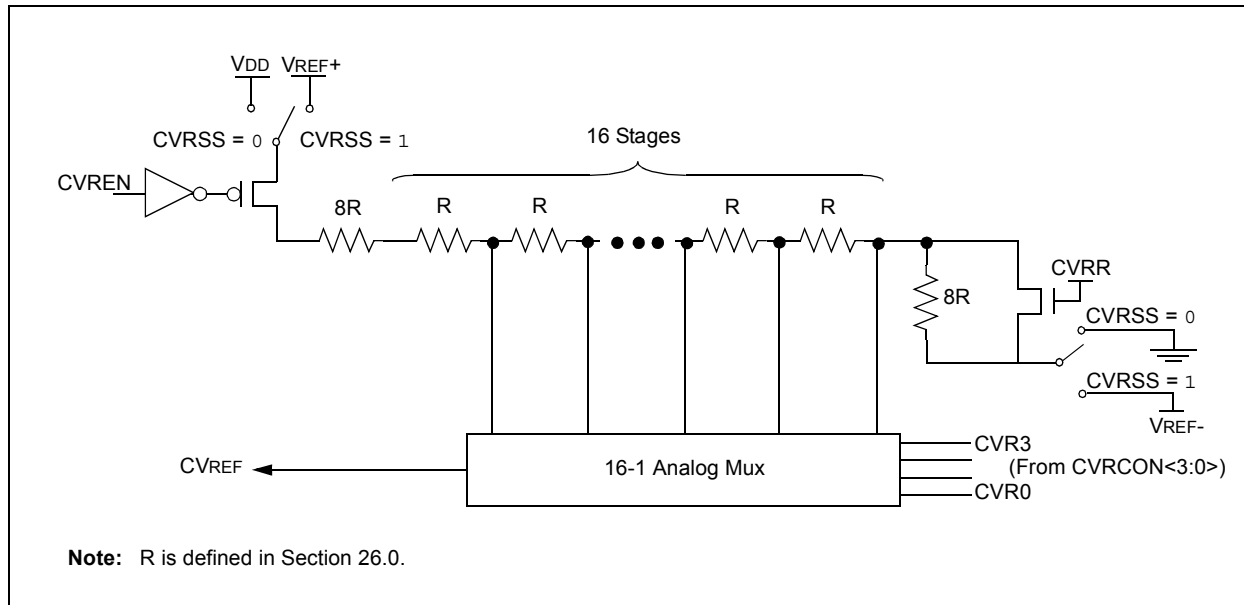 VDD VREF+
CVRSS = 0 CVRSS = 1
16 Stages
CVREN
8R R R R R
CVRR
8R
CVRSS = 0
CVRSS = 1
VREF-
CVREF
16-1 Analog Mux
CVR3
(From CVRCON<3:0>)
CVR0
Note: R is defined in Section 26.0.